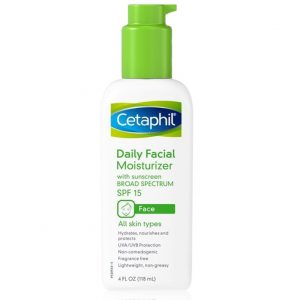 Cetaphil®
Daily Facial
Moisturizer
with sunscreen
BROAD SPECTRUM
SPF 15
Face
All skin types
Hydrates, nourishes and
protects
UVA/UVB Protection
Non-comedogenic
Fragrance free
Lightweight, non-greasy
4 FL OZ (118 mL)